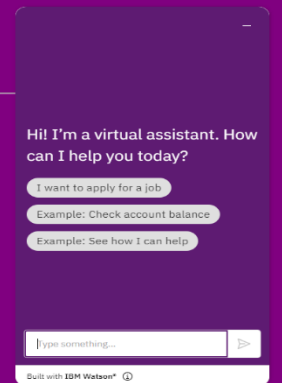 Hi! I'm a virtual assistant. How
can I help you today?
I want to apply for a job
Example: Check account balance
Example: See how I can help
Type something...
Built with IBM Watson®